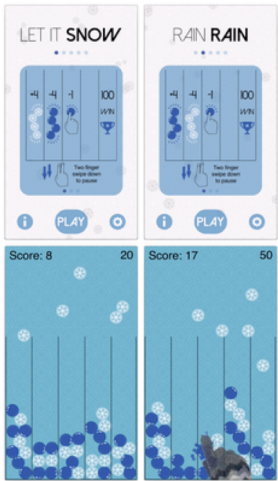 LET IT SNOW
+4 -4 -1 100
WIN
Two finger
swipe down
to pause
i PLAY
RAIN RAIN
+4 -4 -1 100
WIN
Two finger
swipe down
to pause
i PLAY
Score: 8 20
Score: 17 50